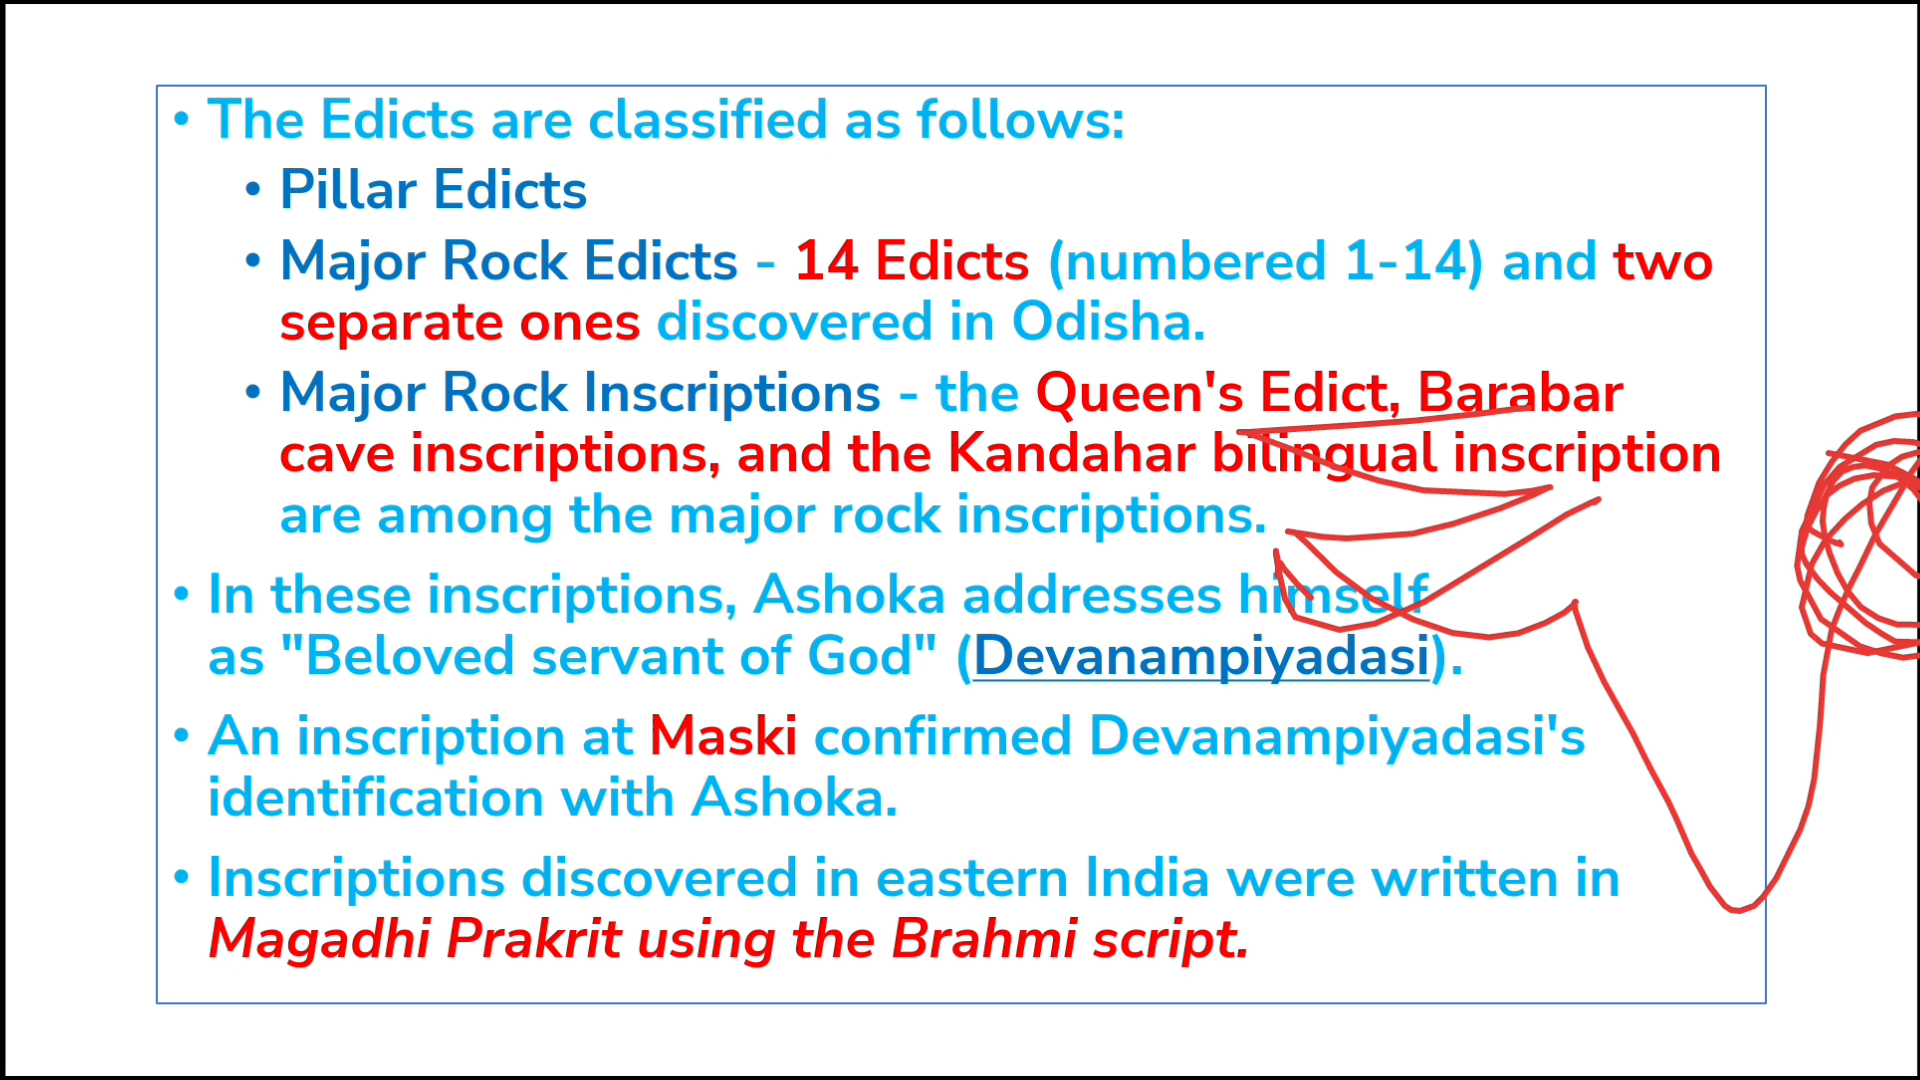 • The Edicts are classified as follows:
• Pillar Edicts
• Major Rock Edicts - 14 Edicts (numbered 1-14) and two
separate ones discovered in Odisha.
• Major Rock Inscriptions - the Queen's Edict, Barabar
cave inscriptions, and the Kandahar bilingual inscription
are among the major rock inscriptions.
• In these inscriptions, Ashoka addresses himself
as "Beloved servant of God" (Devanampiyadasi).
• An inscription at Maski confirmed Devanampiyadasi's
identification with Ashoka.
• Inscriptions discovered in eastern India were written in
Magadhi Prakrit using the Brahmi script.